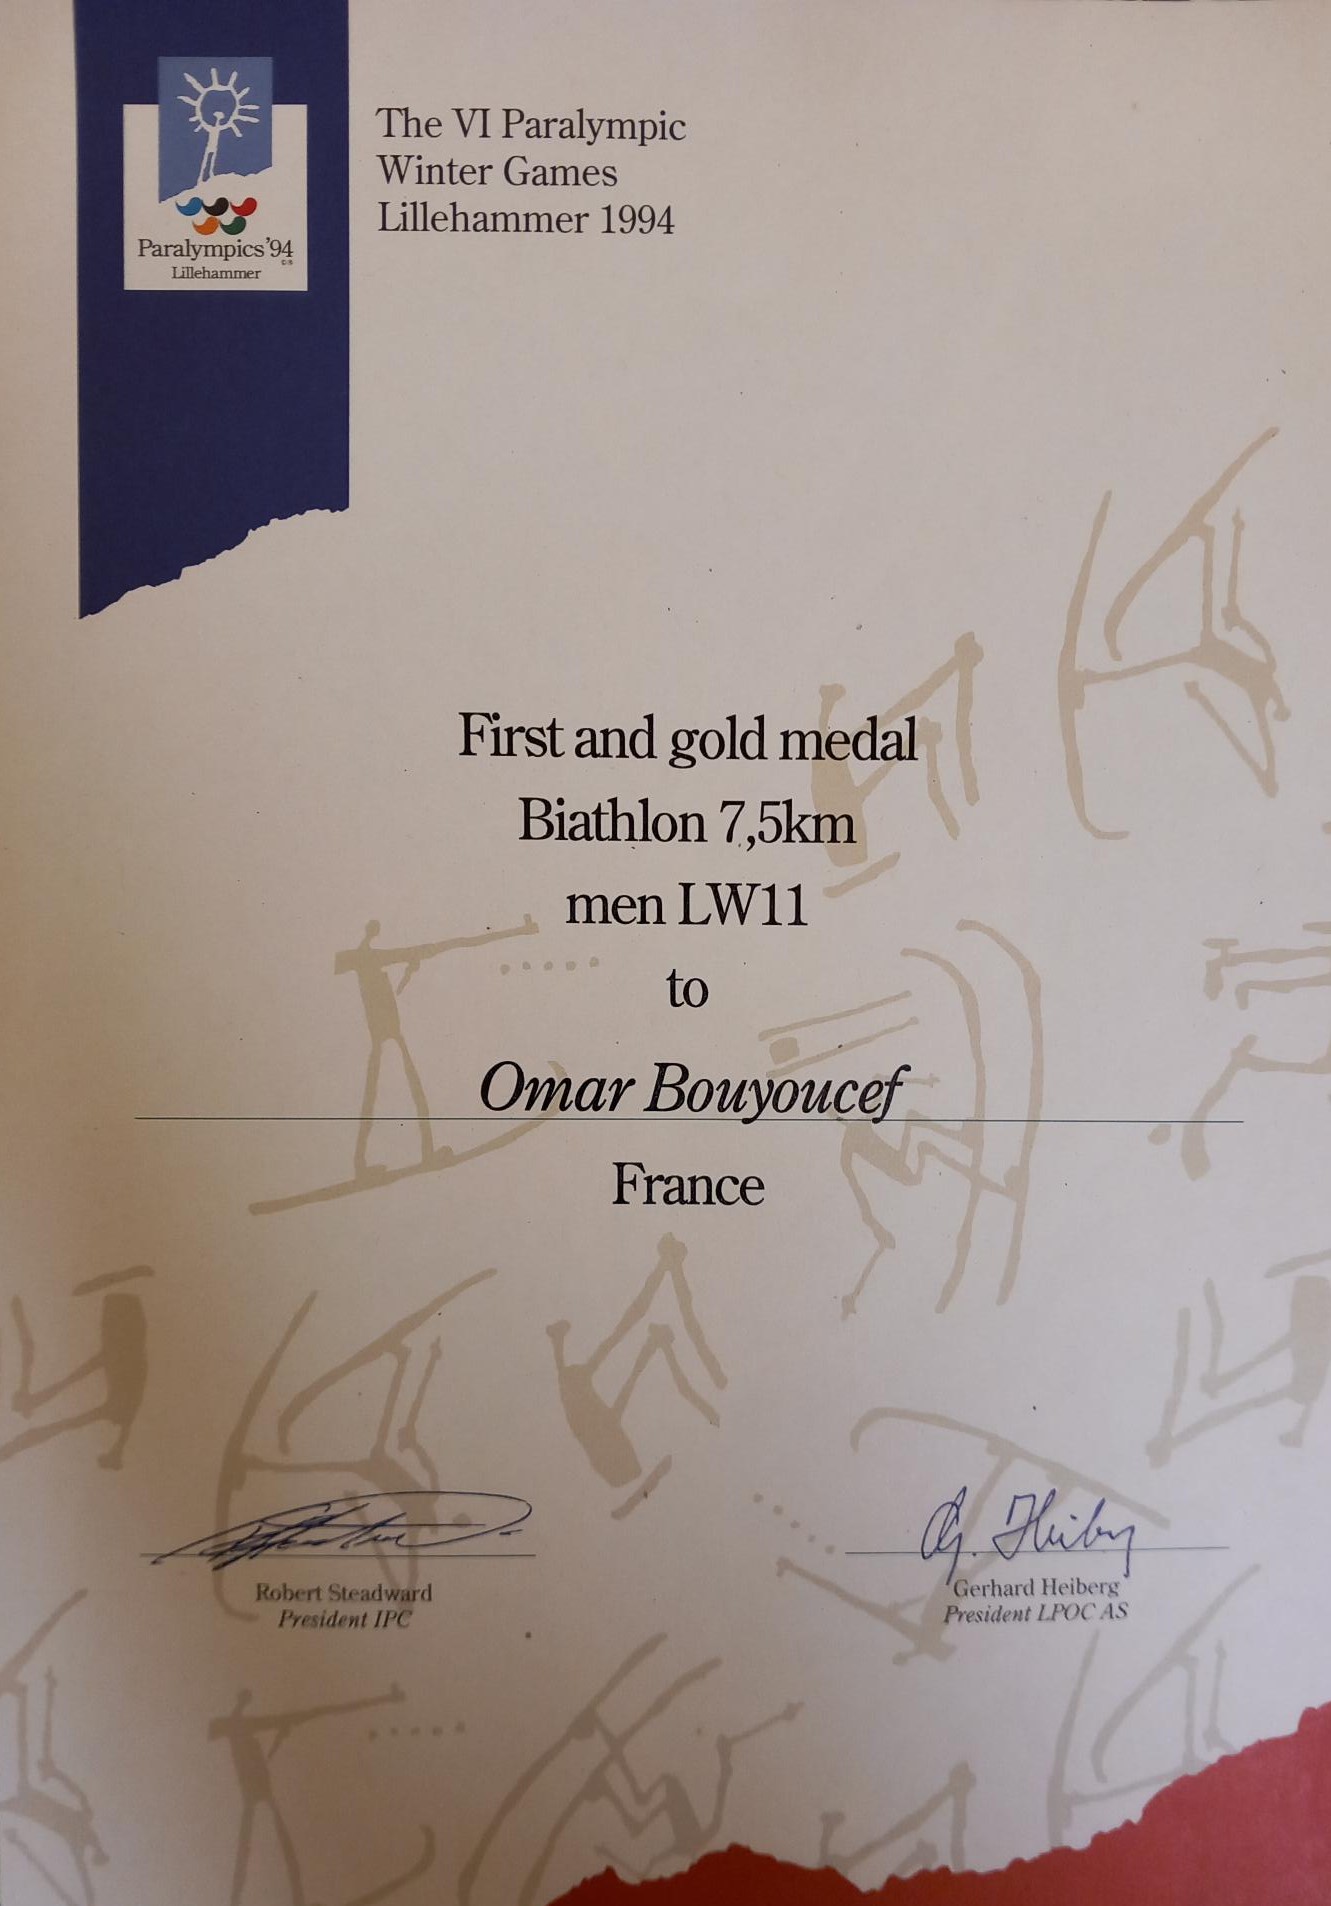 The VI Paralympic
Winter Games
Lillehammer 1994
Paralympics'94
Lillehammer
First and gold medal
Biathlon 7,5km
men LW11
to
Omar Bouyoucef
France
G. Heiberg
Robert Steadward
President IPC
Gerhard Heiberg
President LPOC AS